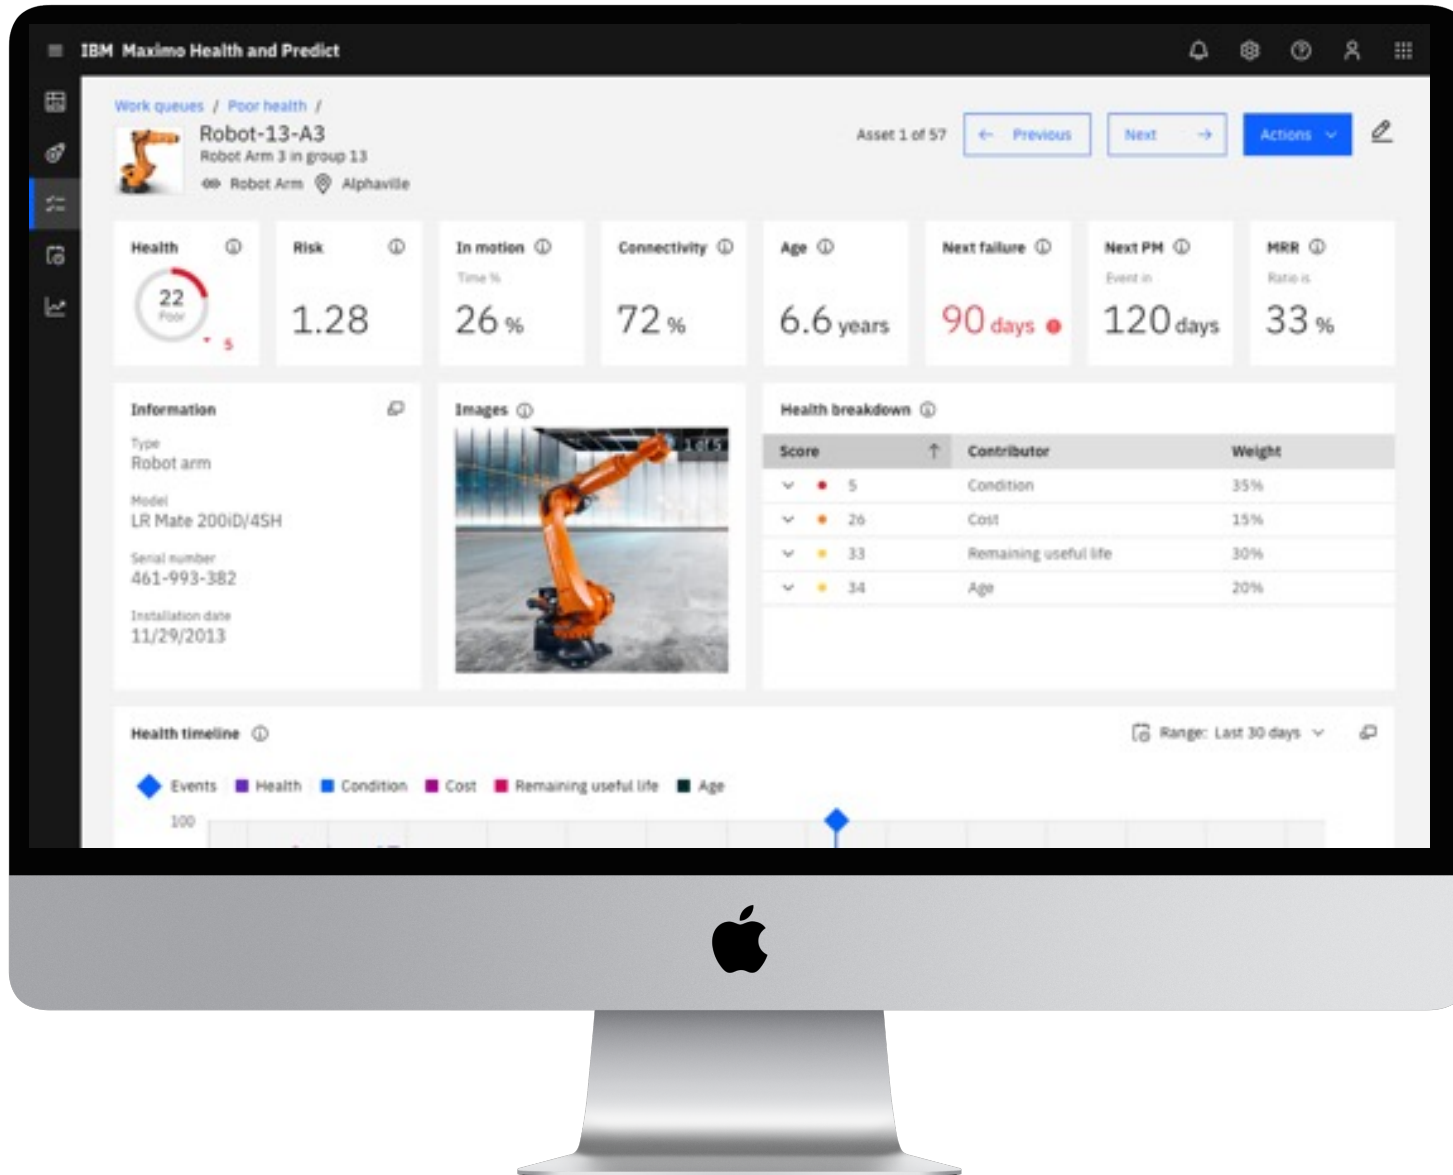 IBM Maximo Health and Predict
Work queues / Poor health /
Robot-13-A3
Robot Arm 3 in group 13
Robot Arm Alphaville
Asset 1 of 57
← Previous
Next →
Actions
Health
22
Poor
5
Risk
1.28
In motion
Time %
26 %
Connectivity
72 %
Age
6.6 years
Next failure
90 days
Next PM
Event in
120 days
MRR
Ratio is
33 %
Information
Type
Robot arm
Model
LR Mate 200iD/4SH
Serial number
461-993-382
Installation date
11/29/2013
Images
1 of 5
Health breakdown
Score ↑ Contributor Weight
5 Condition 35%
26 Cost 15%
33 Remaining useful life 30%
34 Age 20%
Health timeline
Range: Last 30 days
Events Health Condition Cost Remaining useful life Age
100